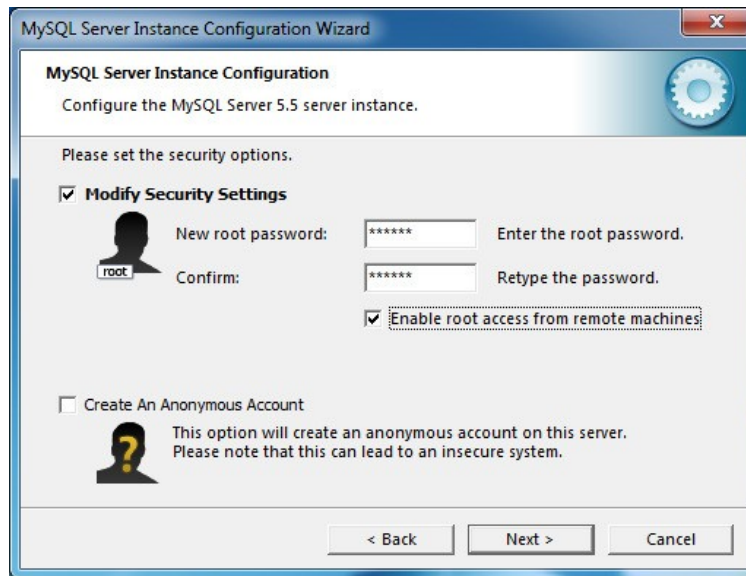 MySQL Server Instance Configuration Wizard
MySQL Server Instance Configuration
Configure the MySQL Server 5.5 server instance.
Please set the security options.
Modify Security Settings
root
New root password: ****** Enter the root password.
Confirm: ****** Retype the password.
Enable root access from remote machines
Create An Anonymous Account
?
This option will create an anonymous account on this server.
Please note that this can lead to an insecure system.
< Back Next > Cancel